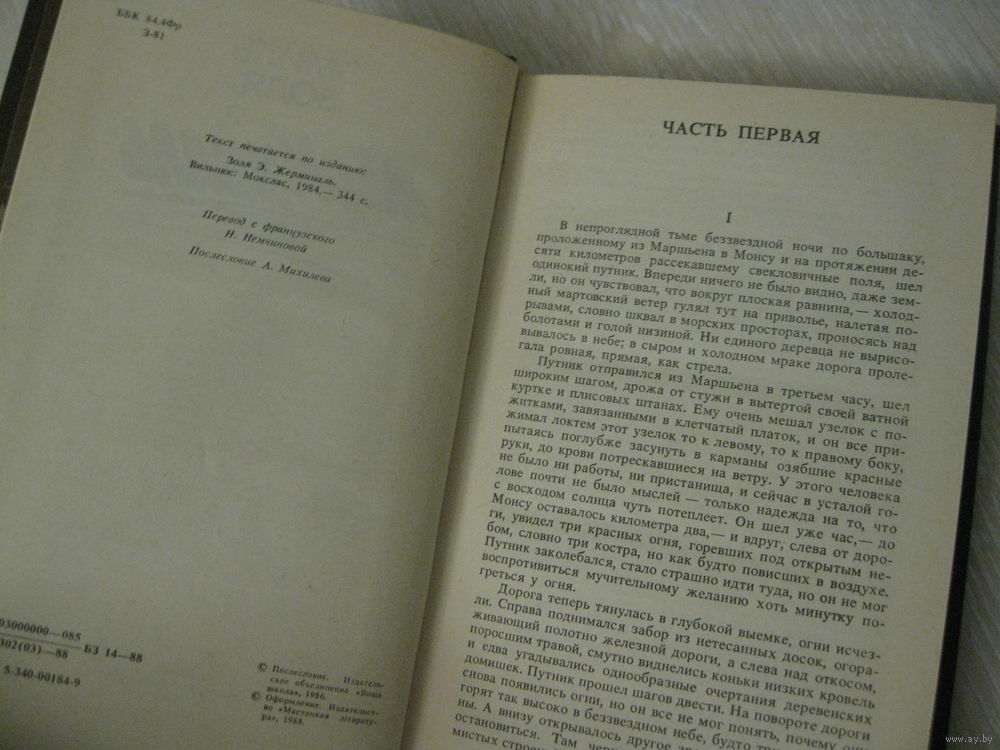 ББК 84.4Фр
З-81
Текст печатается по изданию:
Золя Э. Жерминаль.
Вильнюс: Мокслас, 1984.— 344 с.
Перевод с французского
Н. Немчиновой
Послесловие А. Михилева
03000000—085
302(03)—88
БЗ 14—88
5-340-00184-9
© Послесловие. Издатель-
ское объединение «Вища
школа», 1986.
© Оформление. Издательст-
во «Мастацкая літарату-
ра», 1988.
ЧАСТЬ ПЕРВАЯ
I
В непроглядной тьме беззвездной ночи по большаку,
проложенному из Маршьена в Монсу и на протяжении де-
сяти километров рассекавшему свекловичные поля, шел
одинокий путник. Впереди ничего не было видно, даже зем-
ли, но он чувствовал, что вокруг плоская равнина,— холод-
ный мартовский ветер гулял тут на приволье, налетая по-
рывами, словно шквал в морских просторах, проносясь над
болотами и голой низиной. Ни единого деревца не вырисо-
вывалось в небе; в сыром и холодном мраке дорога проле-
гала ровная, прямая, как стрела.
Путник отправился из Маршьена в третьем часу, шел
широким шагом, дрожа от стужи в вытертой своей ватной
куртке и плисовых штанах. Ему очень мешал узелок с по-
житками, завязанными в клетчатый платок, и он все при-
жимал локтем этот узелок то к левому, то к правому боку,
пытаясь поглубже засунуть в карманы озябшие красные
руки, до крови потрескавшиеся на ветру. У этого человека
не было ни работы, ни пристанища, и сейчас в усталой го-
лове почти не было мыслей — только надежда на то, что
с восходом солнца чуть потеплеет. Он шел уже час,— до
Монсу оставалось километра два,— и вдруг, слева от доро-
ги, увидел три красных огня, горевших под открытым не-
бом, словно три костра, но как будто повисших в воздухе.
Путник заколебался, стало страшно идти туда, но он не мог
воспротивиться мучительному желанию хоть минутку по-
греться у огня.
Дорога теперь тянулась в глубокой выемке, огни исчез-
ли. Справа поднимался забор из нетесанных досок, огора-
живающий полотно железной дороги, а слева над откосом,
поросшим травой, смутно виднелись коньки низких кровель
и едва угадывались однообразные очертания деревенских
домишек. Путник прошел шагов двести. На повороте дороги
снова появились огни, но он все не мог понять, почему они
горят так высоко в беззвездном небе, будто три
ны. А внизу открывалось другое
остановиться. Там
мистых
www.ay.by